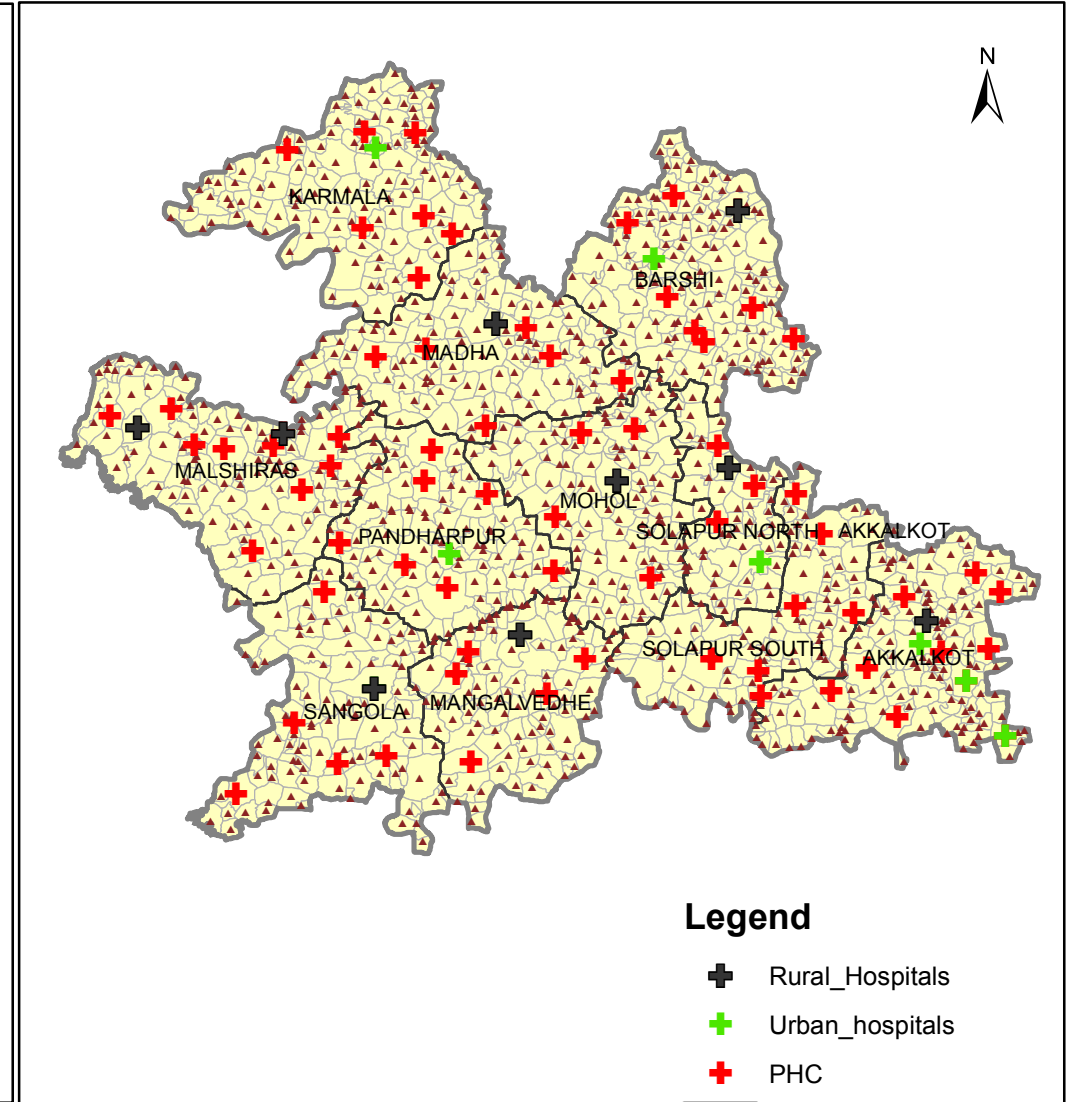 N
KARMALA
BARSHI
MADHA
MALSHIRAS
MOHOL
PANDHARPUR
SOLAPUR NORTH
AKKALKOT
SOLAPUR SOUTH
AKKALKOT
MANGALVEDHE
SANGOLA
Legend
Rural_Hospitals
Urban_hospitals
PHC